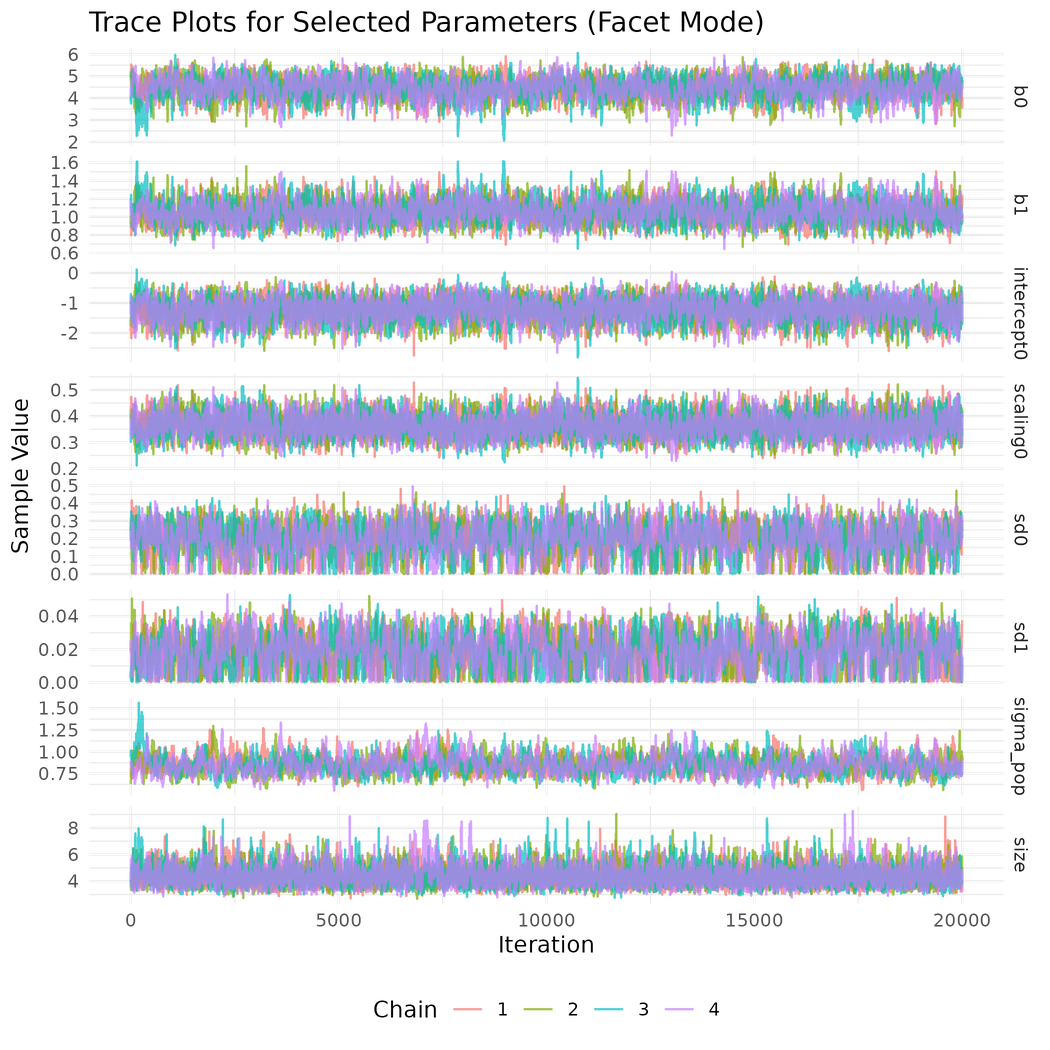 Trace Plots for Selected Parameters (Facet Mode)
6
5
4
3
2
b0
1.6
1.4
1.2
1.0
0.8
0.6
b1
0
-1
-2
intercept0
0.5
0.4
0.3
0.2
scaling0
0.5
0.4
0.3
0.2
0.1
0.0
sd0
0.04
0.02
0.00
sd1
1.50
1.25
1.00
0.75
sigma_pop
8
6
4
size
Sample Value
0 5000 10000 15000 20000
Iteration
Chain 1 2 3 4